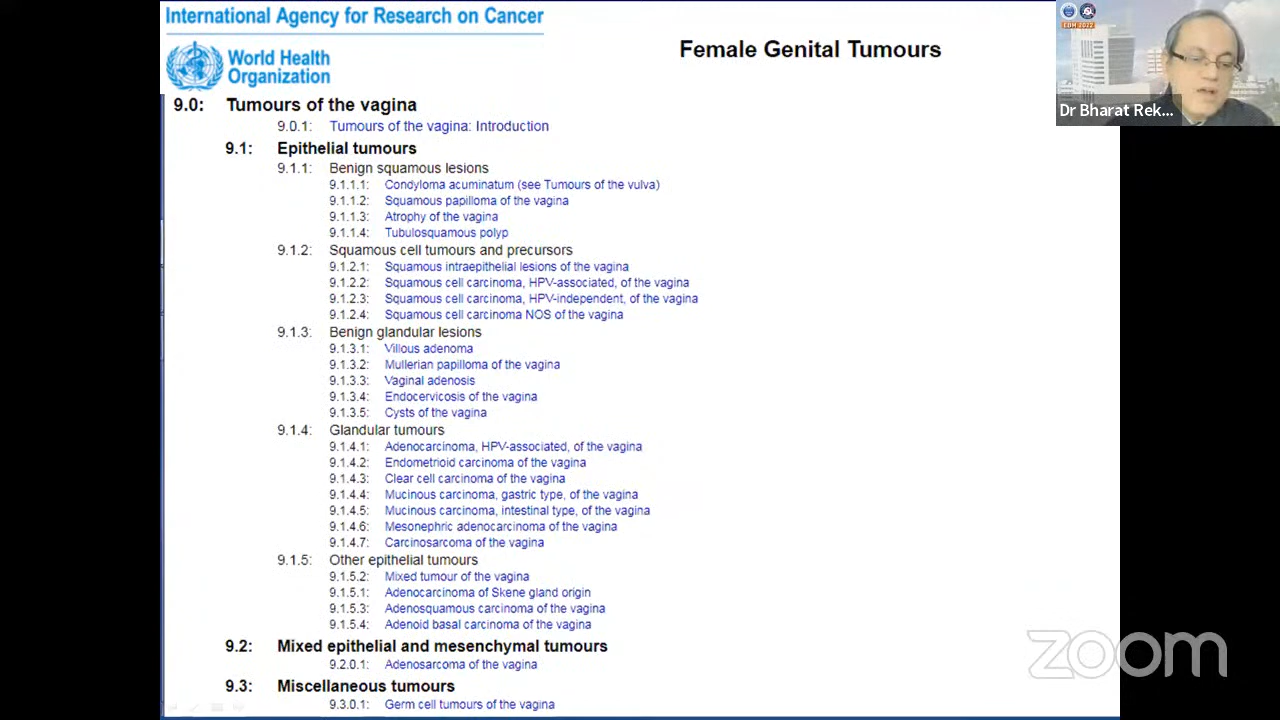 International Agency for Research on Cancer
World Health
Organization
Female Genital Tumours
EDM 2022
Dr Bharat Rek...
9.0: Tumours of the vagina
9.0.1: Tumours of the vagina: Introduction
9.1: Epithelial tumours
9.1.1: Benign squamous lesions
9.1.1.1: Condyloma acuminatum (see Tumours of the vulva)
9.1.1.2: Squamous papilloma of the vagina
9.1.1.3: Atrophy of the vagina
9.1.1.4: Tubulosquamous polyp
9.1.2: Squamous cell tumours and precursors
9.1.2.1: Squamous intraepithelial lesions of the vagina
9.1.2.2: Squamous cell carcinoma, HPV-associated, of the vagina
9.1.2.3: Squamous cell carcinoma, HPV-independent, of the vagina
9.1.2.4: Squamous cell carcinoma NOS of the vagina
9.1.3: Benign glandular lesions
9.1.3.1: Villous adenoma
9.1.3.2: Mullerian papilloma of the vagina
9.1.3.3: Vaginal adenosis
9.1.3.4: Endocervicosis of the vagina
9.1.3.5: Cysts of the vagina
9.1.4: Glandular tumours
9.1.4.1: Adenocarcinoma, HPV-associated, of the vagina
9.1.4.2: Endometrioid carcinoma of the vagina
9.1.4.3: Clear cell carcinoma of the vagina
9.1.4.4: Mucinous carcinoma, gastric type, of the vagina
9.1.4.5: Mucinous carcinoma, intestinal type, of the vagina
9.1.4.6: Mesonephric adenocarcinoma of the vagina
9.1.4.7: Carcinosarcoma of the vagina
9.1.5: Other epithelial tumours
9.1.5.2: Mixed tumour of the vagina
9.1.5.1: Adenocarcinoma of Skene gland origin
9.1.5.3: Adenosquamous carcinoma of the vagina
9.1.5.4: Adenoid basal carcinoma of the vagina
9.2: Mixed epithelial and mesenchymal tumours
9.2.0.1: Adenosarcoma of the vagina
9.3: Miscellaneous tumours
9.3.0.1: Germ cell tumours of the vagina
zoom